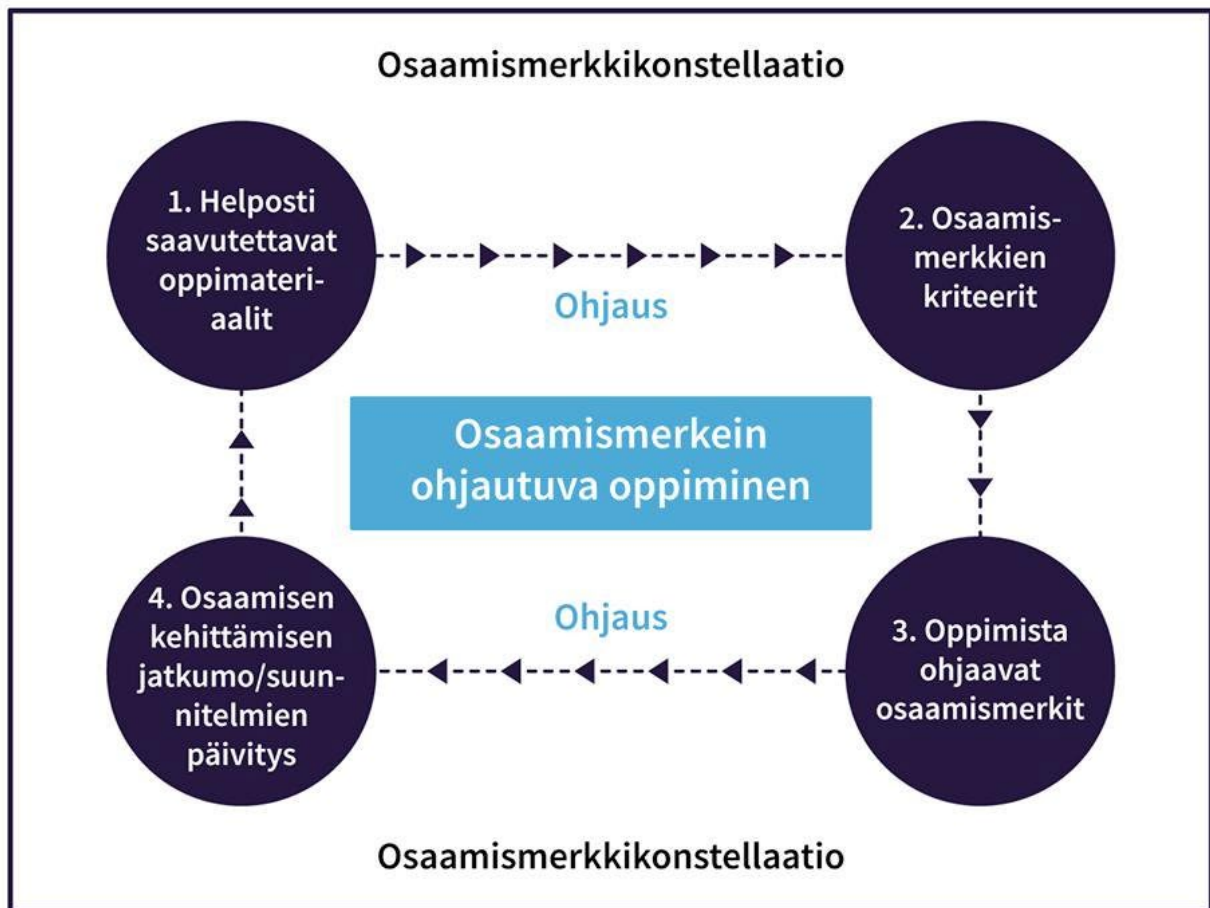 Osaamismerkkikonstellaatio
1. Helposti
saavutettavat
oppimateri-
aalit
Ohjaus
2. Osaamis-
merkkien
kriteerit
Osaamismerkein
ohjautuva oppiminen
4. Osaamisen
kehittämisen
jatkumo/suun-
nitelmien
päivitys
Ohjaus
3. Oppimista
ohjaavat
osaamismerkit
Osaamismerkkikonstellaatio